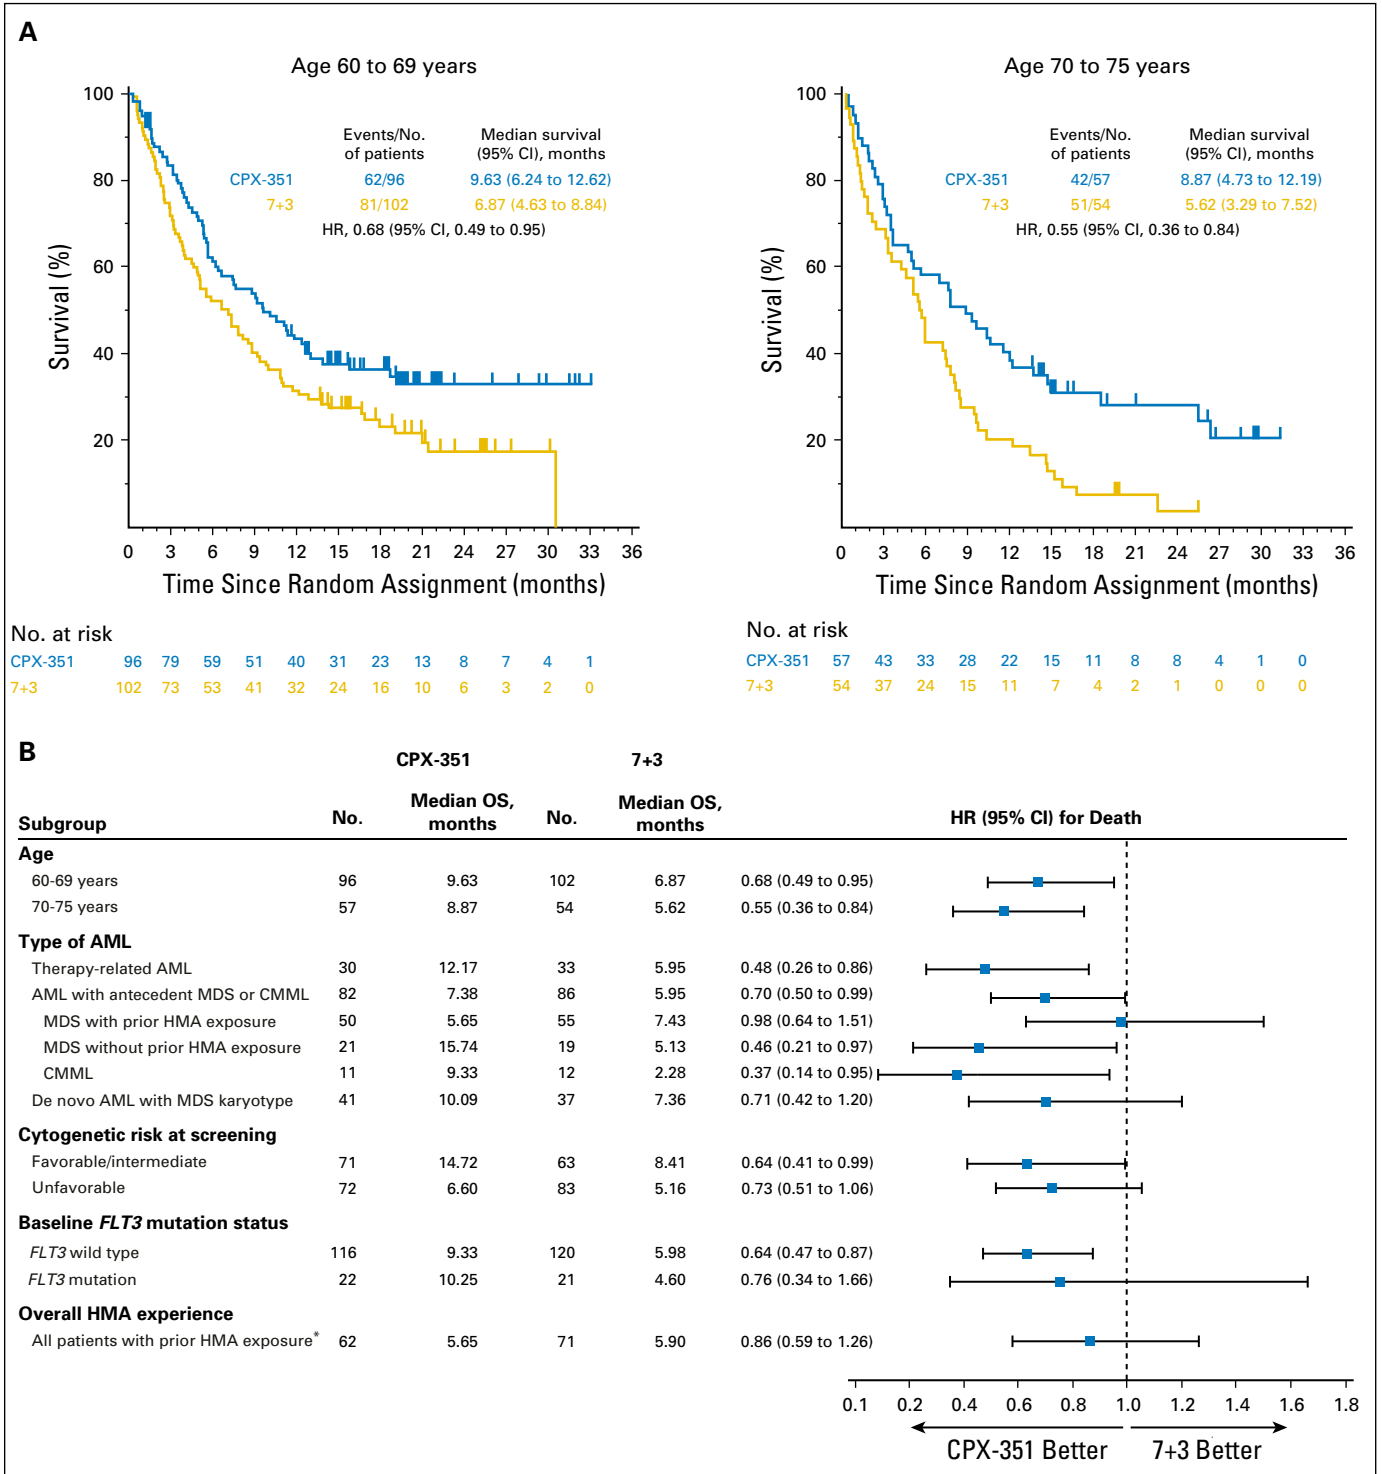 A
Age 60 to 69 years
100
80
60
40
20
Survival (%)
Events/No. of patients
Median survival (95% CI), months
CPX-351 62/96 9.63 (6.24 to 12.62)
7+3 81/102 6.87 (4.63 to 8.84)
HR, 0.68 (95% CI, 0.49 to 0.95)
0 3 6 9 12 15 18 21 24 27 30 33 36
Time Since Random Assignment (months)
No. at risk
CPX-351 96 79 59 51 40 31 23 13 8 7 4 1
7+3 102 73 53 41 32 24 16 10 6 3 2 0
Age 70 to 75 years
100
80
60
40
20
Survival (%)
Events/No. of patients
Median survival (95% CI), months
CPX-351 42/57 8.87 (4.73 to 12.19)
7+3 51/54 5.62 (3.29 to 7.52)
HR, 0.55 (95% CI, 0.36 to 0.84)
0 3 6 9 12 15 18 21 24 27 30 33 36
Time Since Random Assignment (months)
No. at risk
CPX-351 57 43 33 28 22 15 11 8 8 4 1 0
7+3 54 37 24 15 11 7 4 2 1 0 0 0
B
CPX-351 7+3
Subgroup No. Median OS, months No. Median OS, months HR (95% CI) for Death
Age
60-69 years 96 9.63 102 6.87 0.68 (0.49 to 0.95)
70-75 years 57 8.87 54 5.62 0.55 (0.36 to 0.84)
Type of AML
Therapy-related AML 30 12.17 33 5.95 0.48 (0.26 to 0.86)
AML with antecedent MDS or CMML 82 7.38 86 5.95 0.70 (0.50 to 0.99)
MDS with prior HMA exposure 50 5.65 55 7.43 0.98 (0.64 to 1.51)
MDS without prior HMA exposure 21 15.74 19 5.13 0.46 (0.21 to 0.97)
CMML 11 9.33 12 2.28 0.37 (0.14 to 0.95)
De novo AML with MDS karyotype 41 10.09 37 7.36 0.71 (0.42 to 1.20)
Cytogenetic risk at screening
Favorable/intermediate 71 14.72 63 8.41 0.64 (0.41 to 0.99)
Unfavorable 72 6.60 83 5.16 0.73 (0.51 to 1.06)
Baseline FLT3 mutation status
FLT3 wild type 116 9.33 120 5.98 0.64 (0.47 to 0.87)
FLT3 mutation 22 10.25 21 4.60 0.76 (0.34 to 1.66)
Overall HMA experience
All patients with prior HMA exposure* 62 5.65 71 5.90 0.86 (0.59 to 1.26)
0.1 0.2 0.4 0.6 0.8 1.0 1.2 1.4 1.6 1.8
CPX-351 Better 7+3 Better